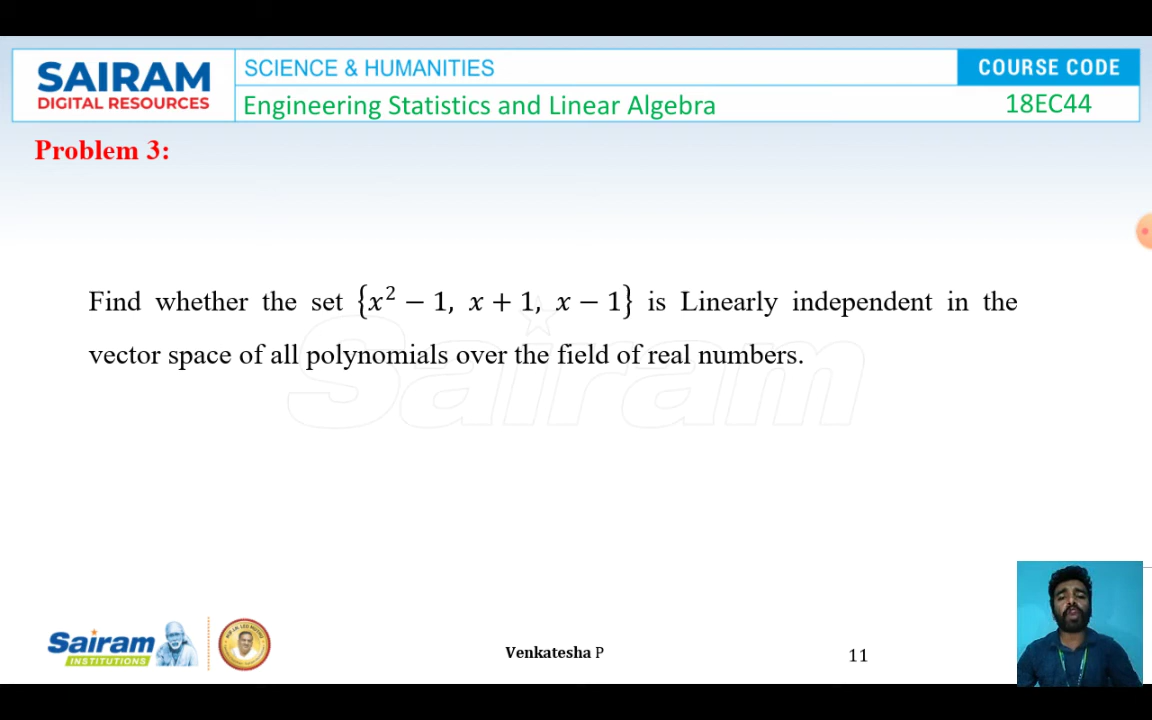 SAIRAM
DIGITAL RESOURCES
SCIENCE & HUMANITIES
COURSE CODE
Engineering Statistics and Linear Algebra
18EC44
Problem 3:
Find whether the set {x² − 1, x + 1, x − 1} is Linearly independent in the
vector space of all polynomials over the field of real numbers.
Sairam
Sairam
INSTITUTIONS
Venkatesha P
11